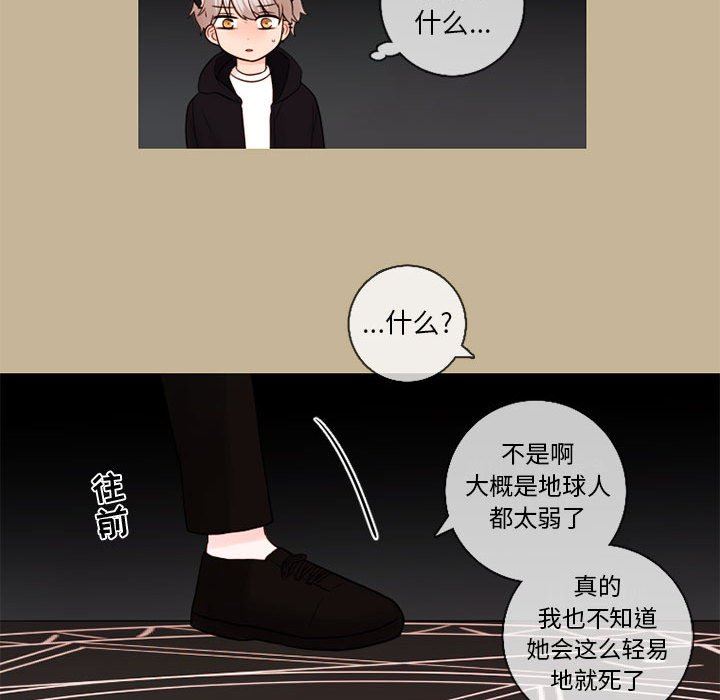 什么...
...什么?
往前
不是啊
大概是地球人
都太弱了
真的
我也不知道
她会这么轻易
地就死了